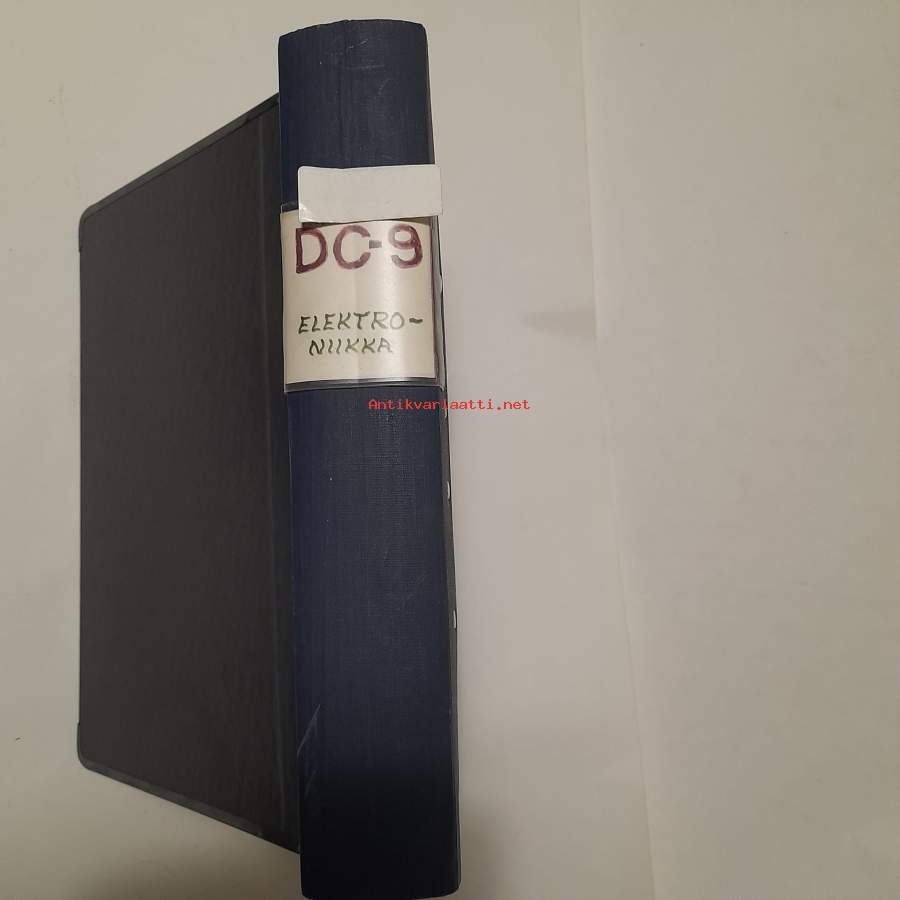 DC-9
ELEKTRO-
NIIKKA
Antikvariaatti.net